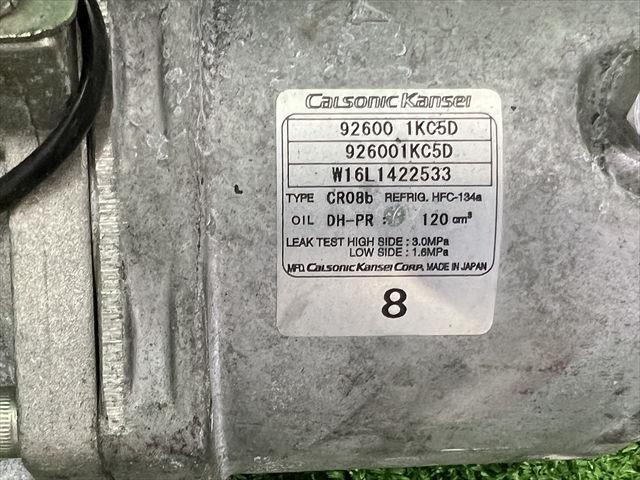 Calsonic Kansei
92600 1KC5D
926001KC5D
W16L1422533
TYPE CR08b REFRIG. HFC-134a
OIL DH-PR : 120 cm³
LEAK TEST HIGH SIDE : 3.0MPa
LOW SIDE : 1.6MPa
MFD. Calsonic Kansei Corp. MADE IN JAPAN
8